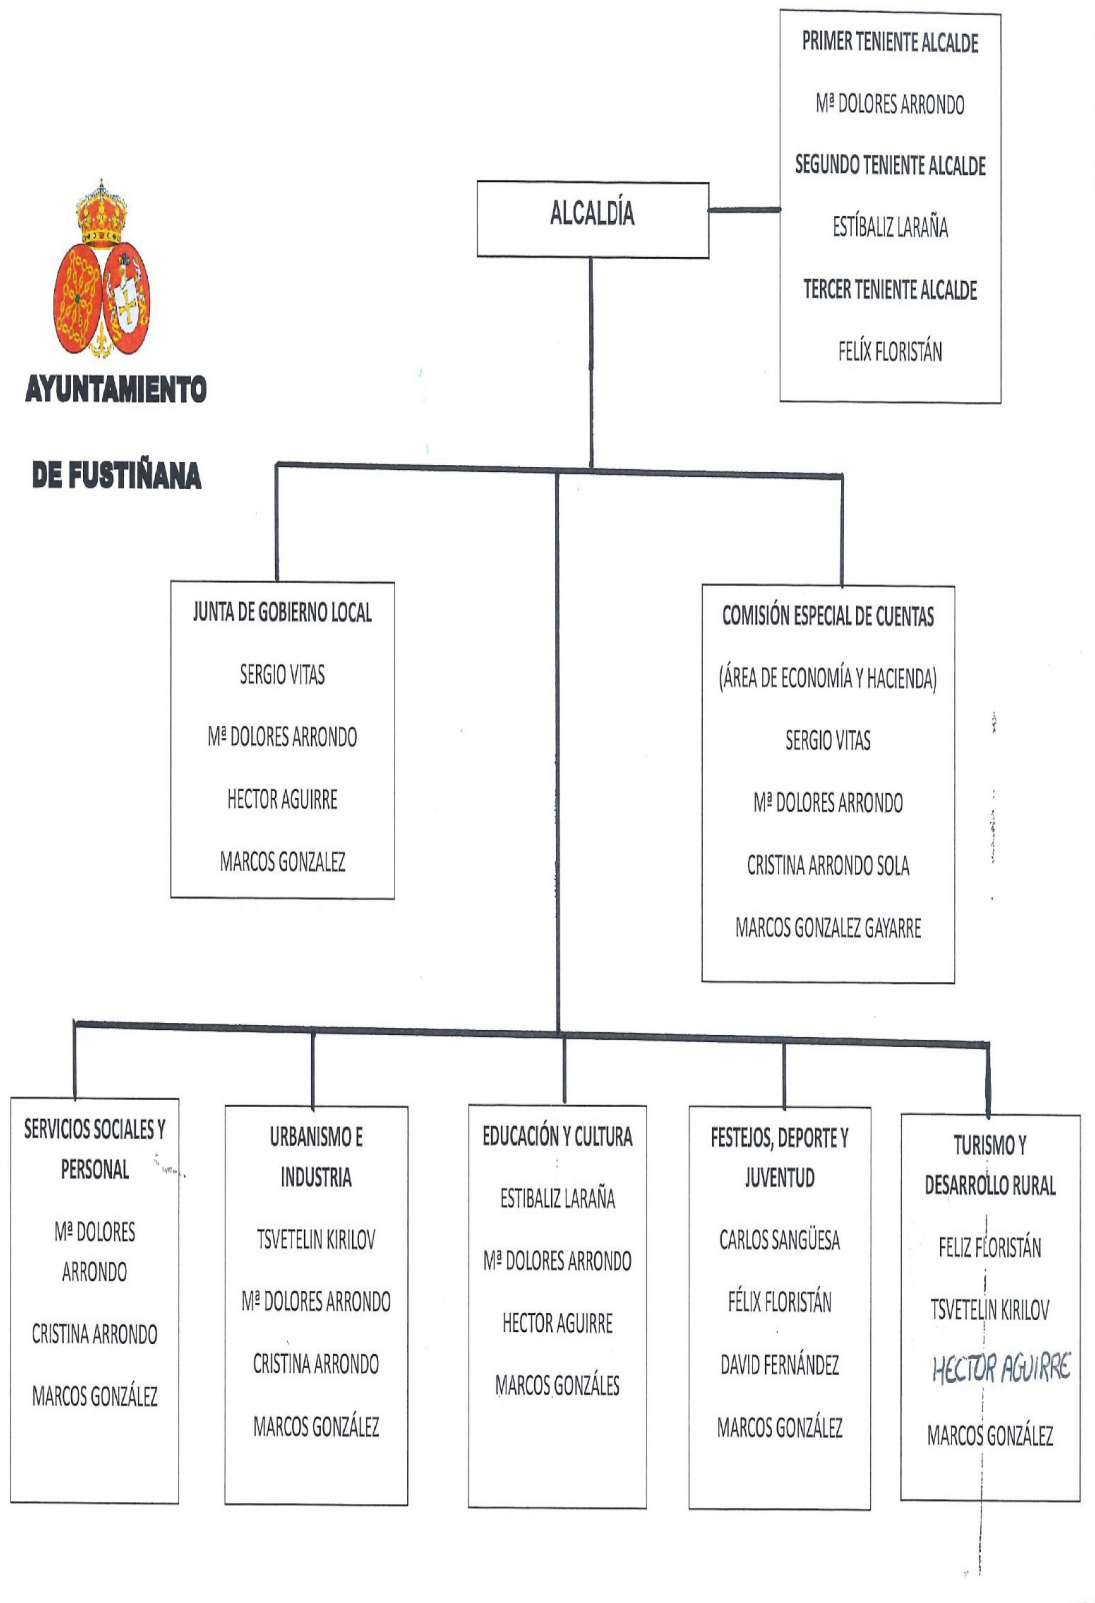 PRIMER TENIENTE ALCALDE
Mª DOLORES ARRONDO
SEGUNDO TENIENTE ALCALDE
ESTÍBALIZ LARAÑA
TERCER TENIENTE ALCALDE
FELÍX FLORISTÁN
ALCALDÍA
AYUNTAMIENTO
DE FUSTIÑANA
JUNTA DE GOBIERNO LOCAL
SERGIO VITAS
Mª DOLORES ARRONDO
HECTOR AGUIRRE
MARCOS GONZALEZ
COMISIÓN ESPECIAL DE CUENTAS
(ÁREA DE ECONOMÍA Y HACIENDA)
SERGIO VITAS
Mª DOLORES ARRONDO
CRISTINA ARRONDO SOLA
MARCOS GONZALEZ GAYARRE
SERVICIOS SOCIALES Y
PERSONAL
Mª DOLORES
ARRONDO
CRISTINA ARRONDO
MARCOS GONZÁLEZ
URBANISMO E
INDUSTRIA
TSVETELIN KIRILOV
Mª DOLORES ARRONDO
CRISTINA ARRONDO
MARCOS GONZÁLEZ
EDUCACIÓN Y CULTURA
ESTIBALIZ LARAÑA
Mª DOLORES ARRONDO
HECTOR AGUIRRE
MARCOS GONZÁLES
FESTEJOS, DEPORTE Y
JUVENTUD
CARLOS SANGÜESA
FÉLIX FLORISTÁN
DAVID FERNÁNDEZ
MARCOS GONZÁLEZ
TURISMO Y
DESARROLLO RURAL
FELIZ FLORISTÁN
TSVETELIN KIRILOV
HECTOR AGUIRRE
MARCOS GONZÁLEZ